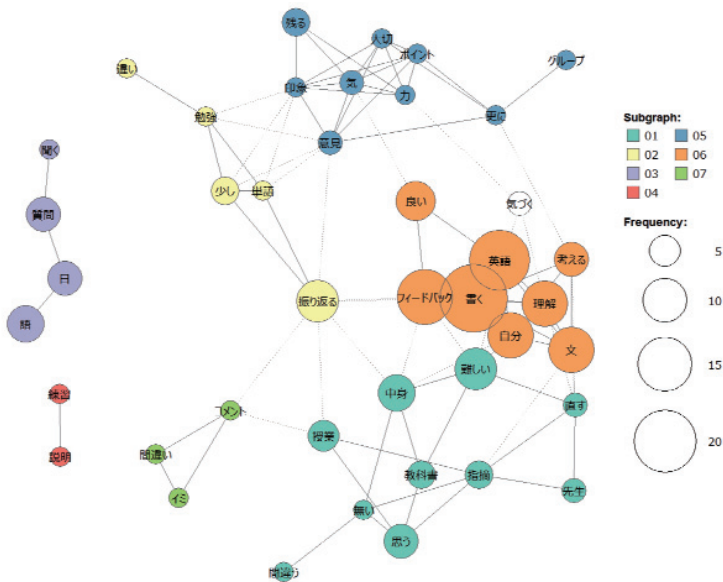 残る
大切
ポイント
グループ
違い
印象
気
力
勉強
更に
意見
聞く
少し
単語
質問
良い
気づく
英語
考える
日
振り返る
フィードバック
書く
理解
語
自分
文
難しい
練習
中身
直す
コメント
授業
説明
間違い
教科書
指摘
イミ
先生
無い
思う
間違う
Subgraph:
01 05
02 06
03 07
04
Frequency:
5
10
15
20